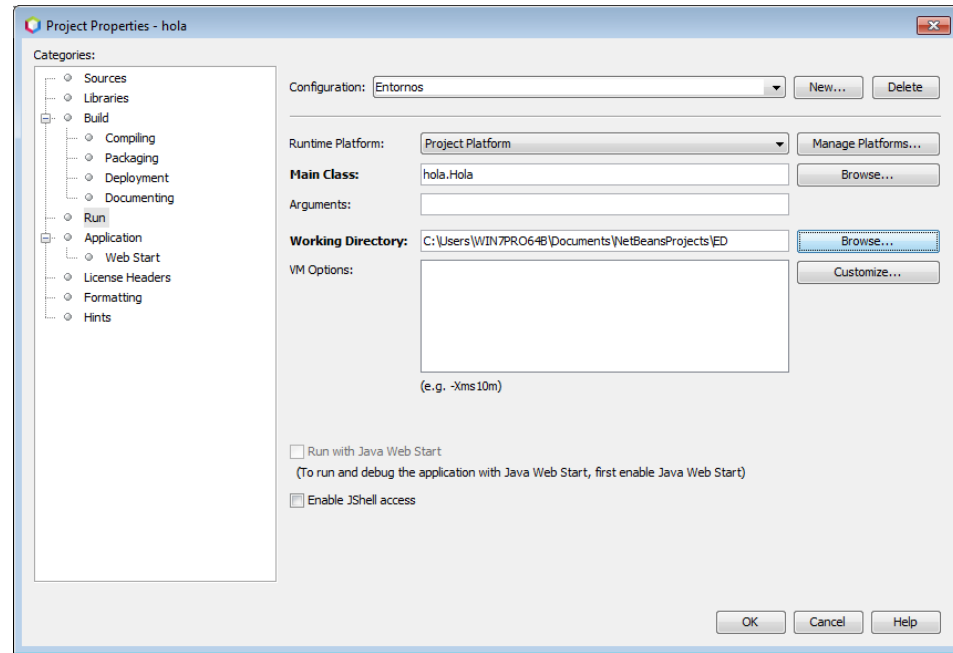 Project Properties - hola
Categories:
Sources
Libraries
Build
Compiling
Packaging
Deployment
Documenting
Run
Application
Web Start
License Headers
Formatting
Hints
Configuration: Entornos New... Delete
Runtime Platform: Project Platform Manage Platforms...
Main Class: hola.Hola Browse...
Arguments:
Working Directory: C:\Users\WIN7PRO64B\Documents\NetBeansProjects\ED Browse...
VM Options: Customize...
(e.g. -Xms10m)
Run with Java Web Start
(To run and debug the application with Java Web Start, first enable Java Web Start)
Enable JShell access
OK Cancel Help